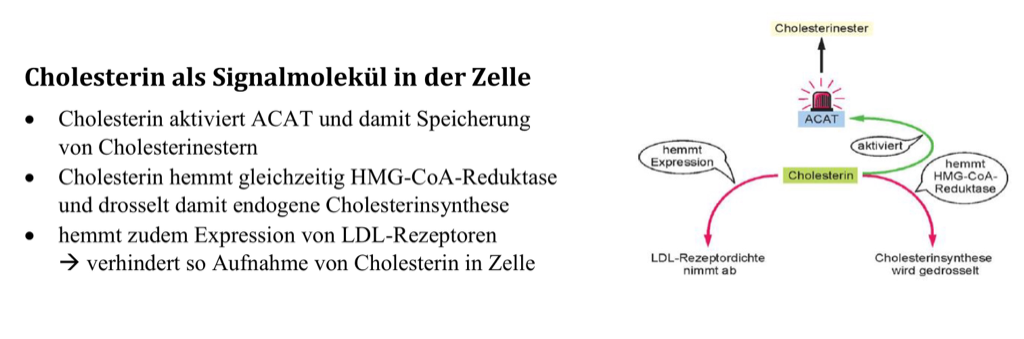 Cholesterin als Signalmolekül in der Zelle
• Cholesterin aktiviert ACAT und damit Speicherung
von Cholesterinestern
• Cholesterin hemmt gleichzeitig HMG-CoA-Reduktase
und drosselt damit endogene Cholesterinsynthese
• hemmt zudem Expression von LDL-Rezeptoren
→ verhindert so Aufnahme von Cholesterin in Zelle
Cholesterinester
ACAT
aktiviert
hemmt
Expression
Cholesterin
hemmt
HMG-CoA-
Reduktase
LDL-Rezeptordichte
nimmt ab
Cholesterinsynthese
wird gedrosselt